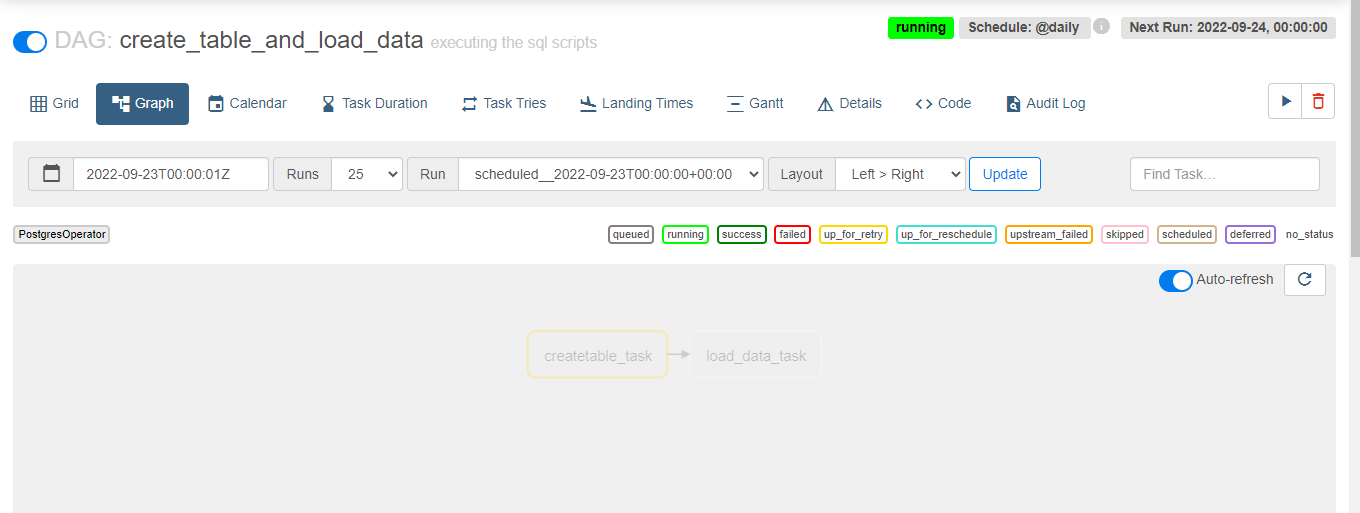 DAG: create_table_and_load_data executing the sql scripts
running Schedule: @daily Next Run: 2022-09-24, 00:00:00
Grid Graph Calendar Task Duration Task Tries Landing Times Gantt Details Code Audit Log
2022-09-23T00:00:01Z Runs 25 Run scheduled__2022-09-23T00:00:00+00:00 Layout Left > Right Update Find Task...
PostgresOperator queued running success failed up_for_retry up_for_reschedule upstream_failed skipped scheduled deferred no_status
Auto-refresh
createtable_task load_data_task